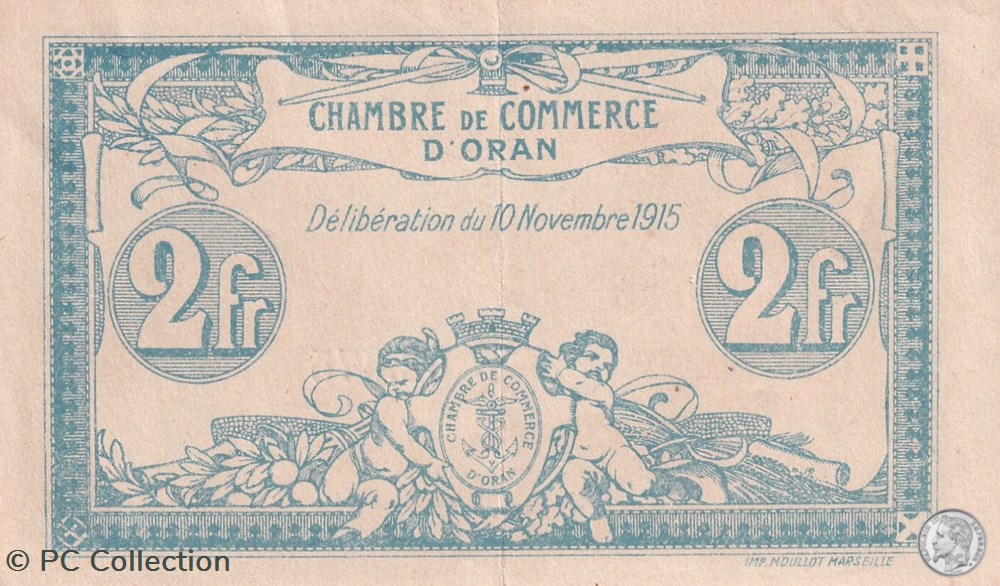 CHAMBRE DE COMMERCE
D'ORAN
Délibération du 10 Novembre 1915
2fr
2fr
CHAMBRE DE COMMERCE
D'ORAN
© PC Collection
IMP. MOULLOT MARSEILLE